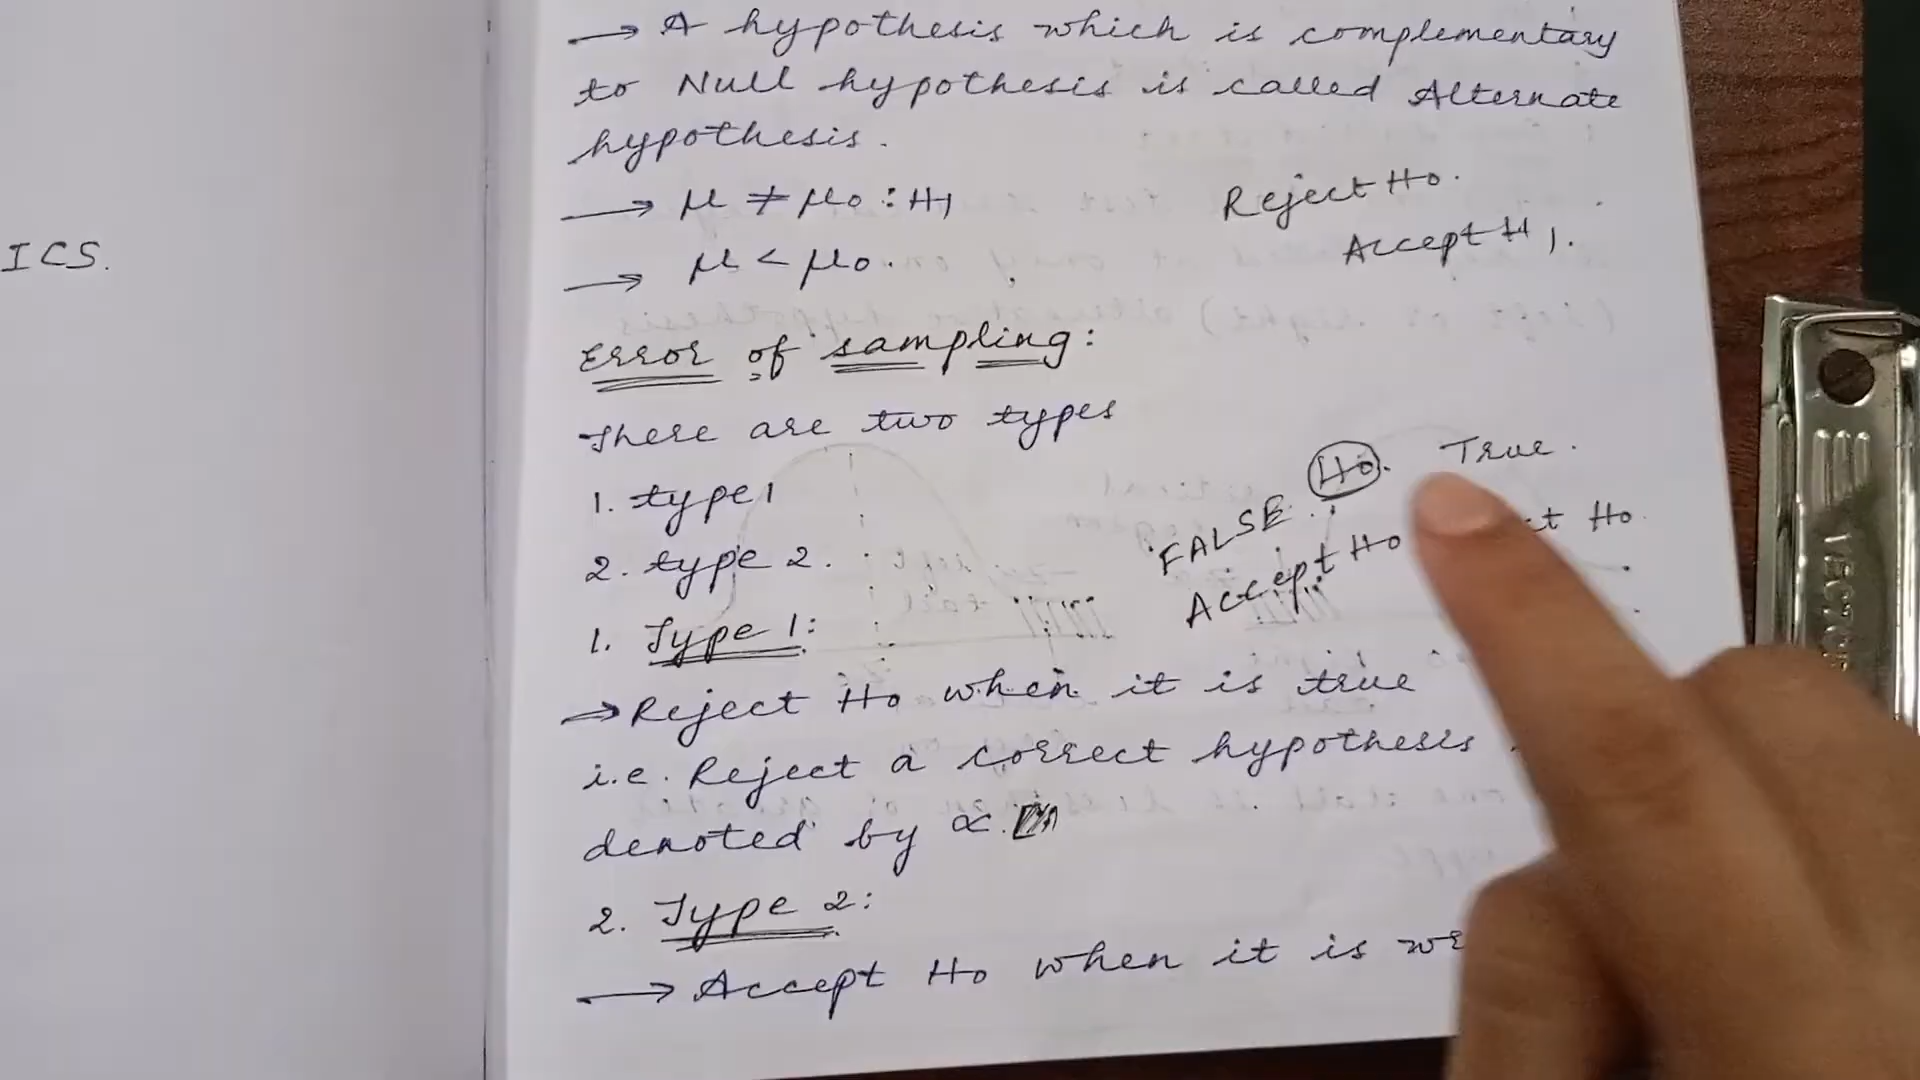 → A hypothesis which is complementary
to Null hypothesis is called Alternate
hypothesis.
→ μ ≠ μo : H1
Reject Ho.
→ μ < μo.
Accept H1.
ICS.
Error of sampling:
There are two types
1. type 1
2. type 2.
Ho. True.
FALSE.
Accept Ho
Ho
1. Type 1:
→ Reject Ho when it is true
i.e. Reject a correct hypothesis
denoted by ∝.
2. Type 2:
→ Accept Ho when it is
VECTO